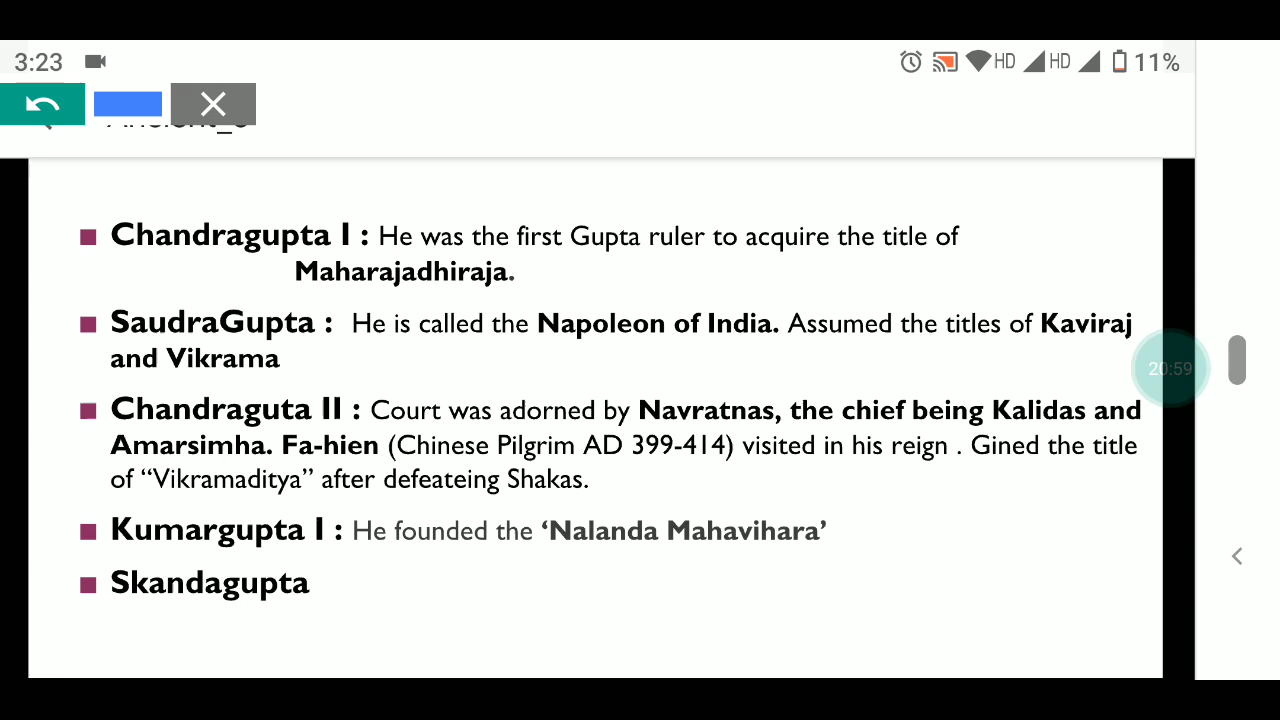 3:23 HD HD 11%
Chandragupta I : He was the first Gupta ruler to acquire the title of
Maharajadhiraja.
SaudraGupta : He is called the Napoleon of India. Assumed the titles of Kaviraj
and Vikrama
20:59
Chandraguta II : Court was adorned by Navratnas, the chief being Kalidas and
Amarsimha. Fa-hien (Chinese Pilgrim AD 399-414) visited in his reign . Gined the title
of “Vikramaditya” after defeateing Shakas.
Kumargupta I : He founded the ‘Nalanda Mahavihara’
Skandagupta